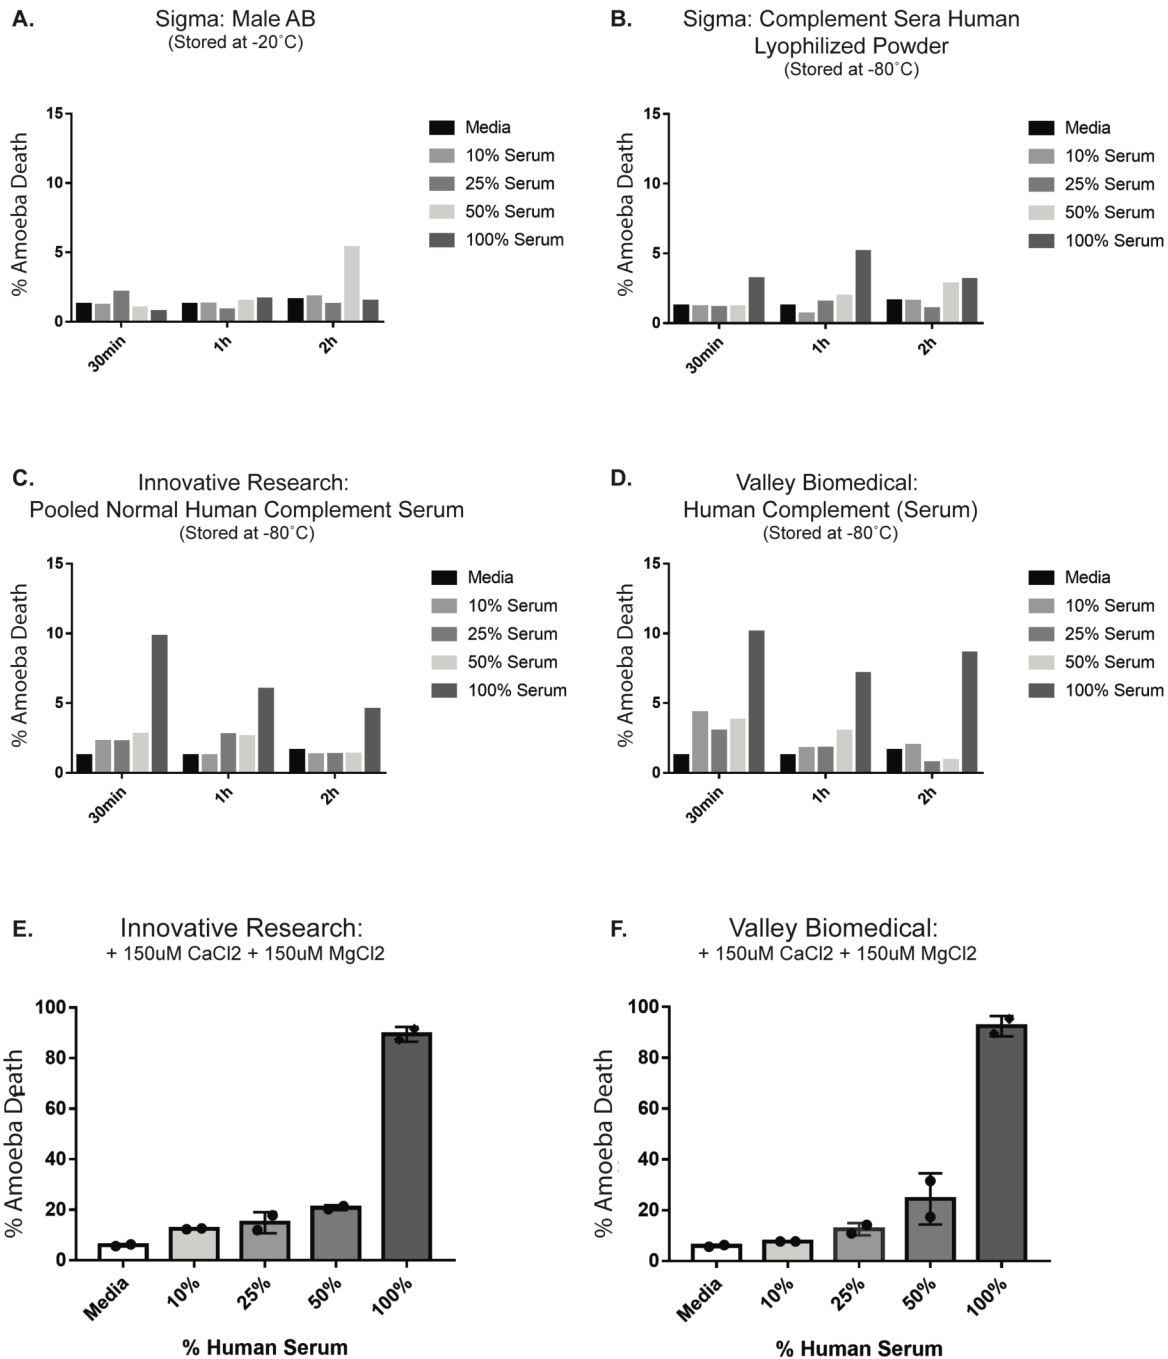 A.
Sigma: Male AB
(Stored at -20˚C)
% Amoeba Death
15
10
5
0
30min
1h
2h
Media
10% Serum
25% Serum
50% Serum
100% Serum
B.
Sigma: Complement Sera Human
Lyophilized Powder
(Stored at -80˚C)
% Amoeba Death
15
10
5
0
30min
1h
2h
Media
10% Serum
25% Serum
50% Serum
100% Serum
C.
Innovative Research:
Pooled Normal Human Complement Serum
(Stored at -80˚C)
% Amoeba Death
15
10
5
0
30min
1h
2h
Media
10% Serum
25% Serum
50% Serum
100% Serum
D.
Valley Biomedical:
Human Complement (Serum)
(Stored at -80˚C)
% Amoeba Death
15
10
5
0
30min
1h
2h
Media
10% Serum
25% Serum
50% Serum
100% Serum
E.
Innovative Research:
+ 150uM CaCl2 + 150uM MgCl2
% Amoeba Death
100
80
60
40
20
0
Media
10%
25%
50%
100%
% Human Serum
F.
Valley Biomedical:
+ 150uM CaCl2 + 150uM MgCl2
% Amoeba Death
100
80
60
40
20
0
Media
10%
25%
50%
100%
% Human Serum